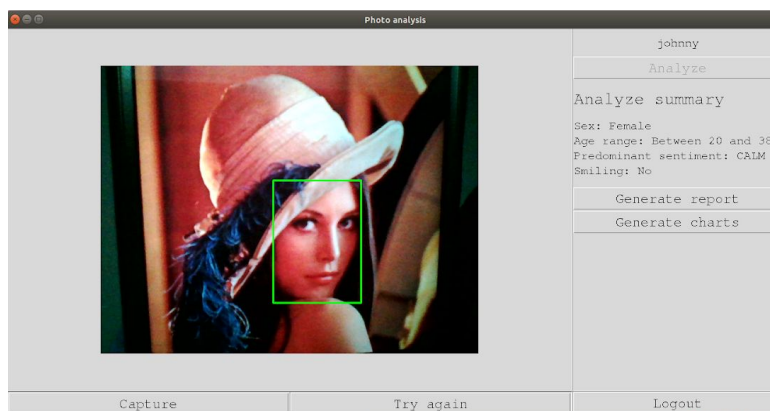 Photo analysis
johnny
Analyze
Analyze summary
Sex: Female
Age range: Between 20 and 38
Predominant sentiment: CALM
Smiling: No
Generate report
Generate charts
Capture
Try again
Logout